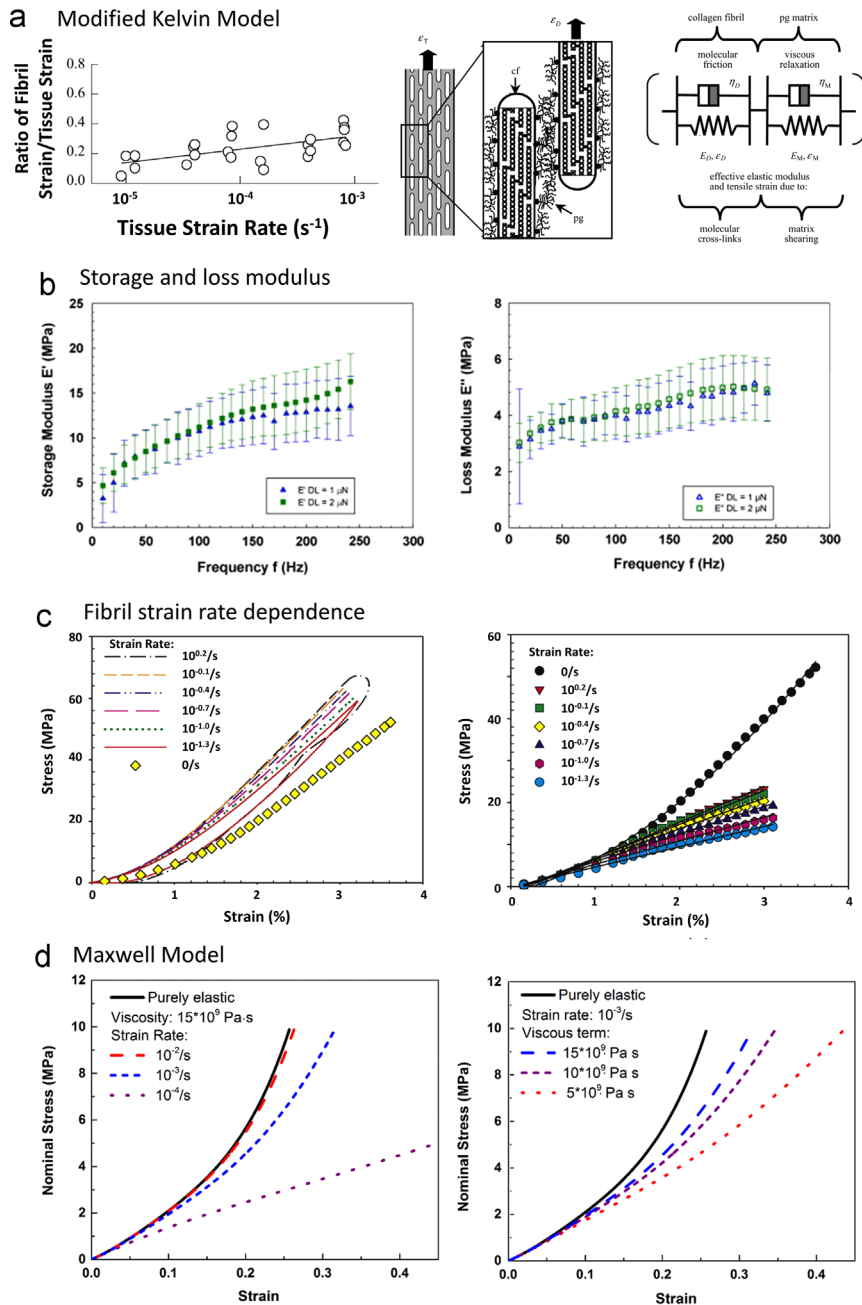 a Modified Kelvin Model
Ratio of Fibril
Strain/Tissue Strain
0.8
0.6
0.4
0.2
0.0
10-5
10-4
10-3
Tissue Strain Rate (s-1)
εT
εD
cf
pg
collagen fibril
pg matrix
molecular
friction
viscous
relaxation
ηD
ηM
ED, εD
EM, εM
effective elastic modulus
and tensile strain due to:
molecular
cross-links
matrix
shearing
b Storage and loss modulus
Storage Modulus E' (MPa)
25
20
15
10
5
0
0 50 100 150 200 250 300
Frequency f (Hz)
E' DL = 1 μN
E' DL = 2 μN
Loss Modulus E'' (MPa)
8
6
4
2
0
0 50 100 150 200 250 300
Frequency f (Hz)
E" DL = 1 μN
E" DL = 2 μN
c Fibril strain rate dependence
Stress (MPa)
80
60
40
20
0
0 1 2 3 4
Strain (%)
Strain Rate:
10^0.2/s
10^-0.1/s
10^-0.4/s
10^-0.7/s
10^-1.0/s
10^-1.3/s
0/s
Stress (MPa)
60
40
20
0
0 1 2 3 4
Strain (%)
Strain Rate:
0/s
10^0.2/s
10^-0.1/s
10^-0.4/s
10^-0.7/s
10^-1.0/s
10^-1.3/s
d Maxwell Model
Nominal Stress (MPa)
12
10
8
6
4
2
0
0.0 0.1 0.2 0.3 0.4
Strain
Purely elastic
Viscosity: 15*10^9 Pa·s
Strain Rate:
10^-2/s
10^-3/s
10^-4/s
Nominal Stress (MPa)
12
10
8
6
4
2
0
0.0 0.1 0.2 0.3 0.4
Strain
Purely elastic
Strain rate: 10^-3/s
Viscous term:
15*10^9. Pa s
10*10^9. Pa s
5*10^9. Pa s